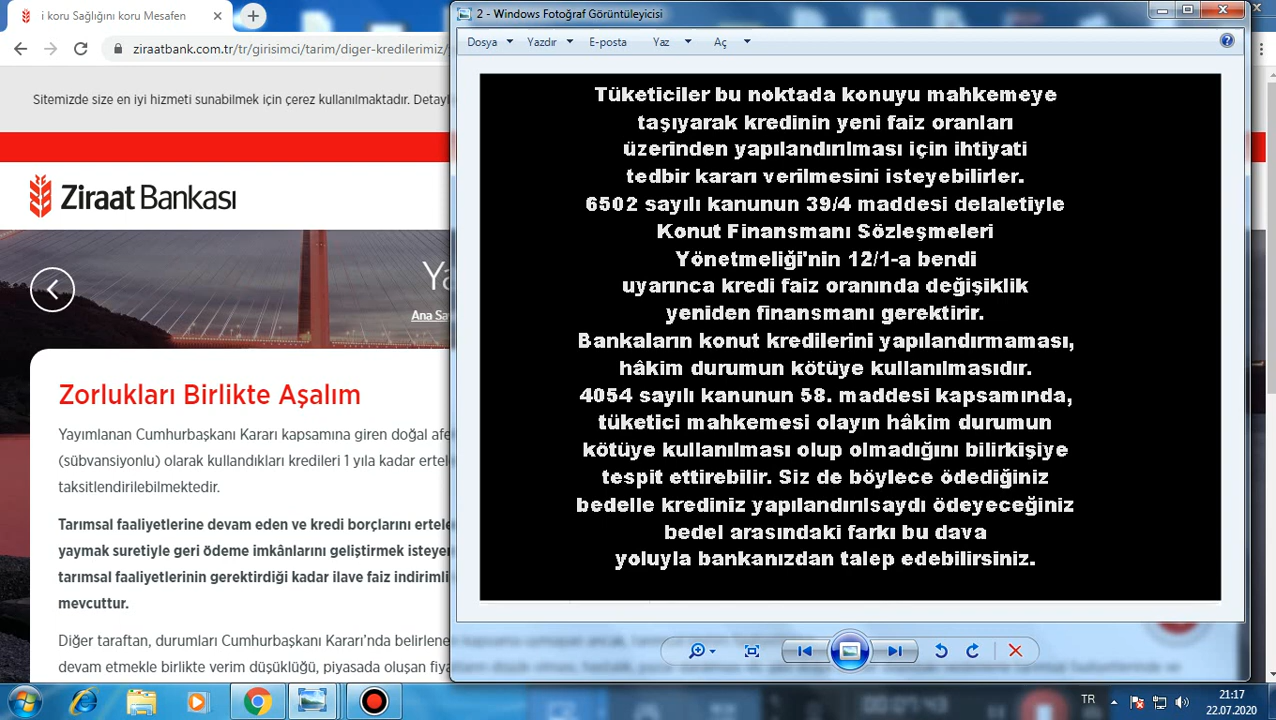 i koru Sağlığını koru Mesafen
ziraatbank.com.tr/tr/girisimci/tarim/diger-kredilerimiz/
Sitemizde size en iyi hizmeti sunabilmek için çerez kullanılmaktadır. Detay
Ziraat Bankası
Ya
Ana Sa
Zorlukları Birlikte Aşalım
Yayımlanan Cumhurbaşkanı Kararı kapsamına giren doğal afe
(sübvansiyonlu) olarak kullandıkları kredileri 1 yıla kadar ertele
taksitlendirilebilmektedir.
Tarımsal faaliyetlerine devam eden ve kredi borçlarını ertele
yaymak suretiyle geri ödeme imkânlarını geliştirmek isteye
tarımsal faaliyetlerinin gerektirdiği kadar ilave faiz indirimli
mevcuttur.
Diğer taraftan, durumları Cumhurbaşkanı Kararı'nda belirlene
devam etmekle birlikte verim düşüklüğü, piyasada oluşan fiya
2 - Windows Fotoğraf Görüntüleyicisi
Dosya Yazdır E-posta Yaz Aç
Tüketiciler bu noktada konuyu mahkemeye
taşıyarak kredinin yeni faiz oranları
üzerinden yapılandırılması için ihtiyati
tedbir kararı verilmesini isteyebilirler.
6502 sayılı kanunun 39/4 maddesi delaletiyle
Konut Finansmanı Sözleşmeleri
Yönetmeliği'nin 12/1-a bendi
uyarınca kredi faiz oranında değişiklik
yeniden finansmanı gerektirir.
Bankaların konut kredilerini yapılandırmaması,
hâkim durumun kötüye kullanılmasıdır.
4054 sayılı kanunun 58. maddesi kapsamında,
tüketici mahkemesi olayın hâkim durumun
kötüye kullanılması olup olmadığını bilirkişiye
tespit ettirebilir. Siz de böylece ödediğiniz
bedelle krediniz yapılandırılsaydı ödeyeceğiniz
bedel arasındaki farkı bu dava
yoluyla bankanızdan talep edebilirsiniz.
TR
21:17
22.07.2020